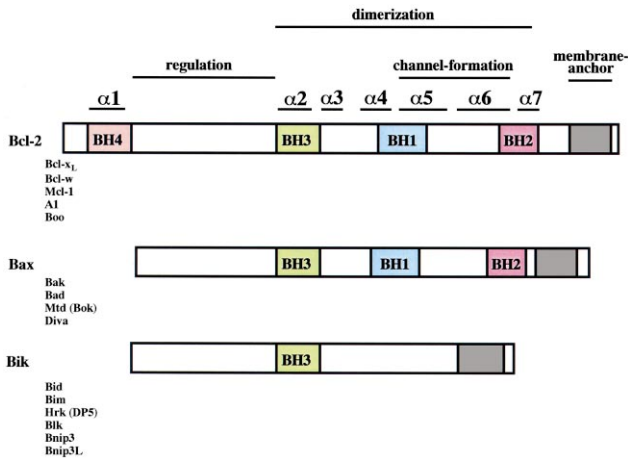 dimerization
regulation
channel-formation
membrane-
anchor
α1 α2 α3 α4 α5 α6 α7
Bcl-2 BH4 BH3 BH1 BH2
Bcl-xL
Bcl-w
Mcl-1
A1
Boo
Bax BH3 BH1 BH2
Bak
Bad
Mtd (Bok)
Diva
Bik BH3
Bid
Bim
Hrk (DP5)
Blk
Bnip3
Bnip3L